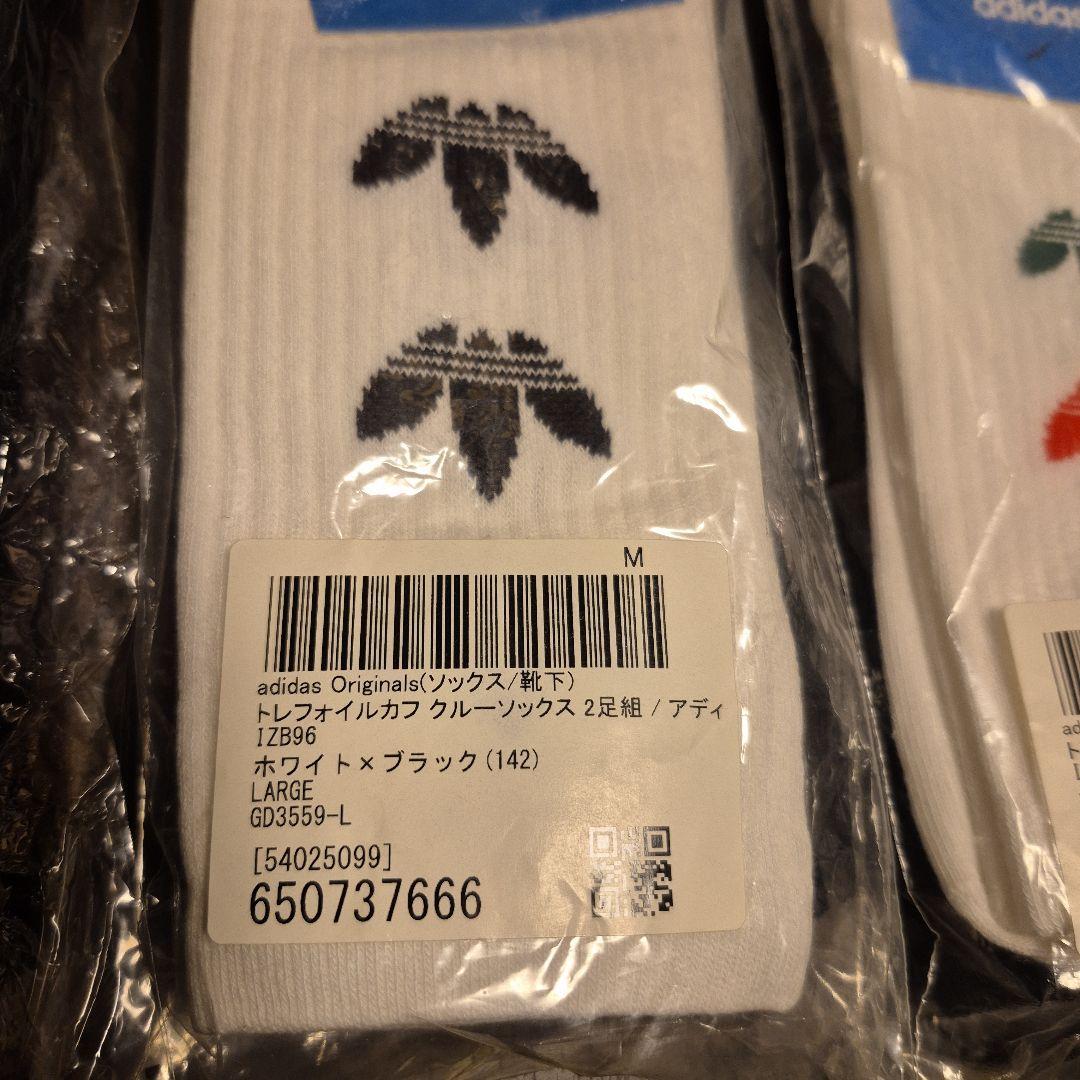 adidas
M
adidas Originals(ソックス/靴下)
トレフォイルカフ クルーソックス 2足組 / アディ
IZB96
ホワイト×ブラック(142)
LARGE
GD3559-L
[54025099]
650737666
ad